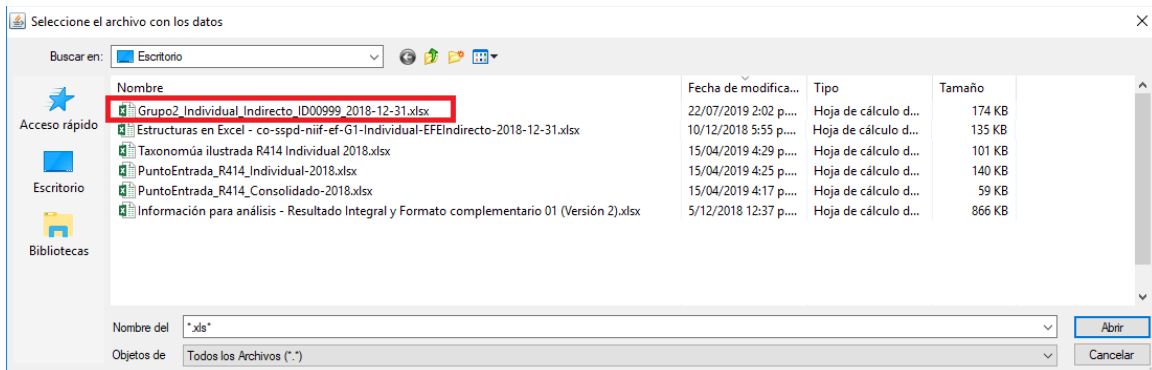 Seleccione el archivo con los datos
Buscar en: Escritorio
Nombre Fecha de modifica... Tipo Tamaño
Grupo2_Individual_Indirecto_ID00999_2018-12-31.xlsx 22/07/2019 2:02 p.... Hoja de cálculo d... 174 KB
Estructuras en Excel - co-sspd-niif-ef-G1-Individual-EFEIndirecto-2018-12-31.xlsx 10/12/2018 5:55 p.... Hoja de cálculo d... 135 KB
Taxonomúa ilustrada R414 Individual 2018.xlsx 15/04/2019 4:29 p.... Hoja de cálculo d... 101 KB
PuntoEntrada_R414_Individual-2018.xlsx 15/04/2019 4:25 p.... Hoja de cálculo d... 140 KB
PuntoEntrada_R414_Consolidado-2018.xlsx 15/04/2019 4:17 p.... Hoja de cálculo d... 59 KB
Información para análisis - Resultado Integral y Formato complementario 01 (Versión 2).xlsx 5/12/2018 12:37 p.... Hoja de cálculo d... 866 KB
Acceso rápido
Escritorio
Bibliotecas
Nombre del *.xls* Abrir
Objetos de Todos los Archivos (*.*) Cancelar